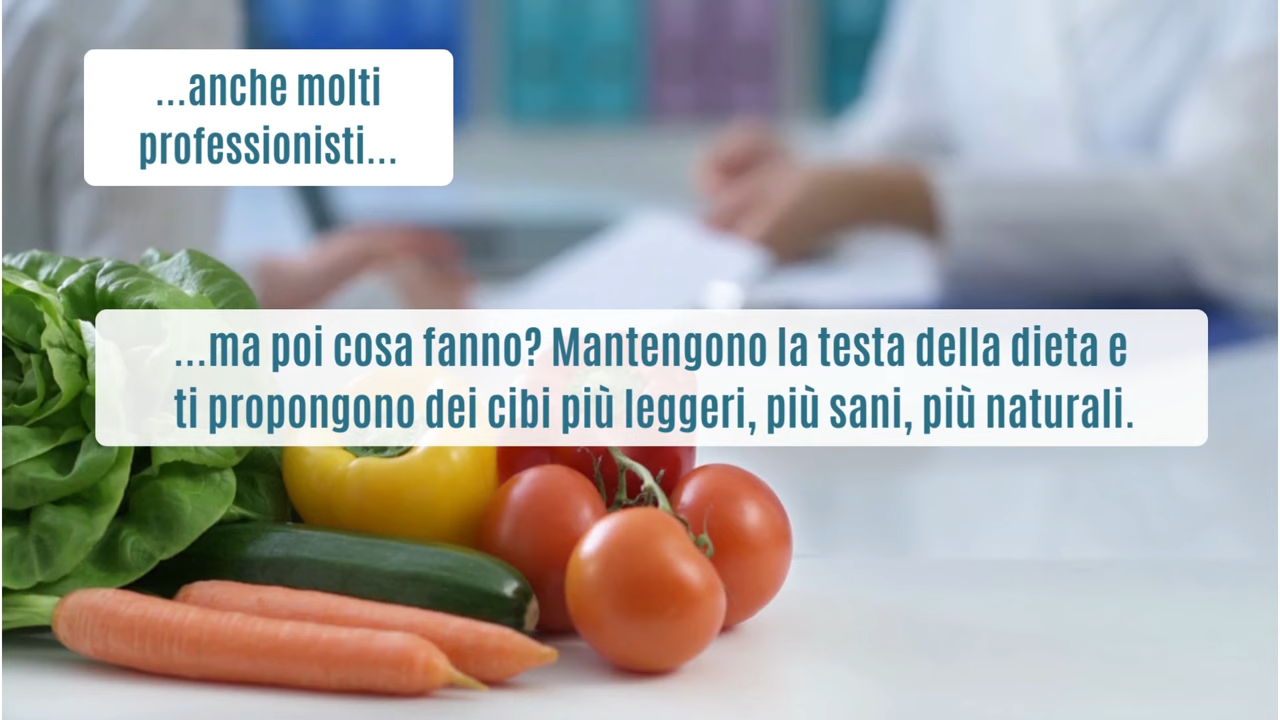 ...anche molti
professionisti...
...ma poi cosa fanno? Mantengono la testa della dieta e
ti propongono dei cibi più leggeri, più sani, più naturali.